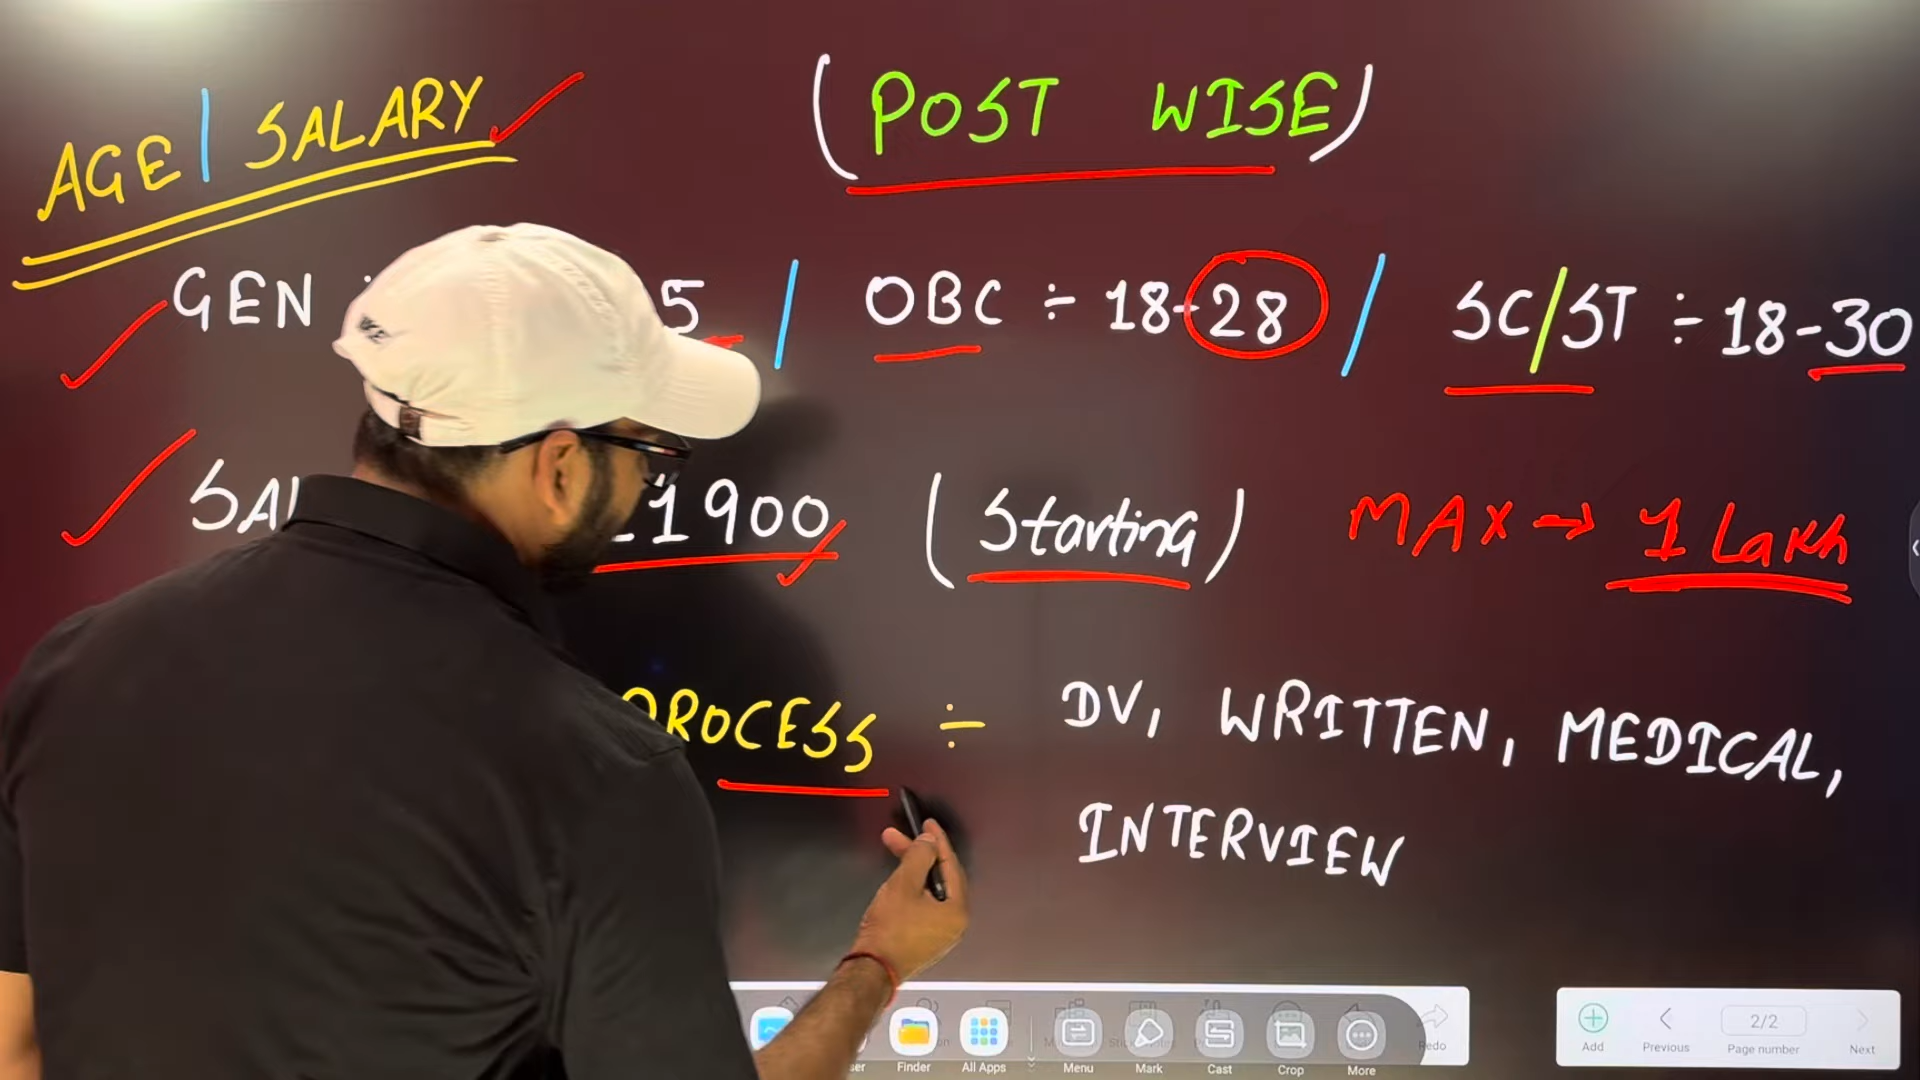 AGE | SALARY
(POST WISE)
GEN 5 / OBC ÷ 18-28 / SC/ST ÷ 18-30
1900 (Starting) MAX → 1 Lakh
PROCESS ÷ DV, WRITTEN, MEDICAL,
INTERVIEW
Finder All Apps Menu Mark Cast Crop More Redo
Add Previous 2/2 Page number Next